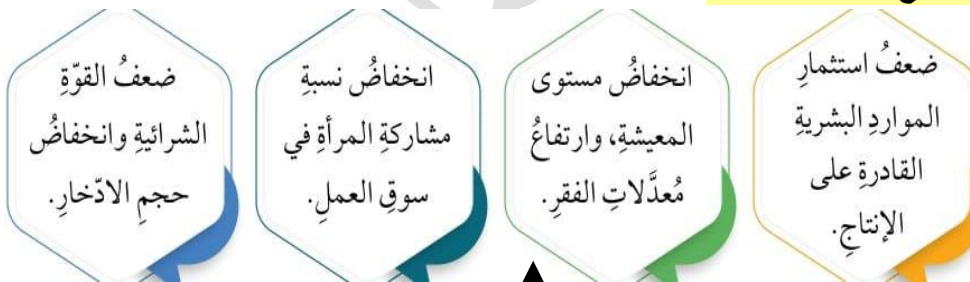 ضعفُ استثمارِ
المواردِ البشريةِ
القادرةِ على
الإنتاجِ.
انخفاضُ مستوى
المعيشةِ، وارتفاعُ
مُعدَّلاتِ الفقرِ.
انخفاضُ نسبةِ
مشاركةِ المرأةِ في
سوقِ العملِ.
ضعفُ القوّةِ
الشرائيةِ وانخفاضُ
حجمِ الادّخارِ.